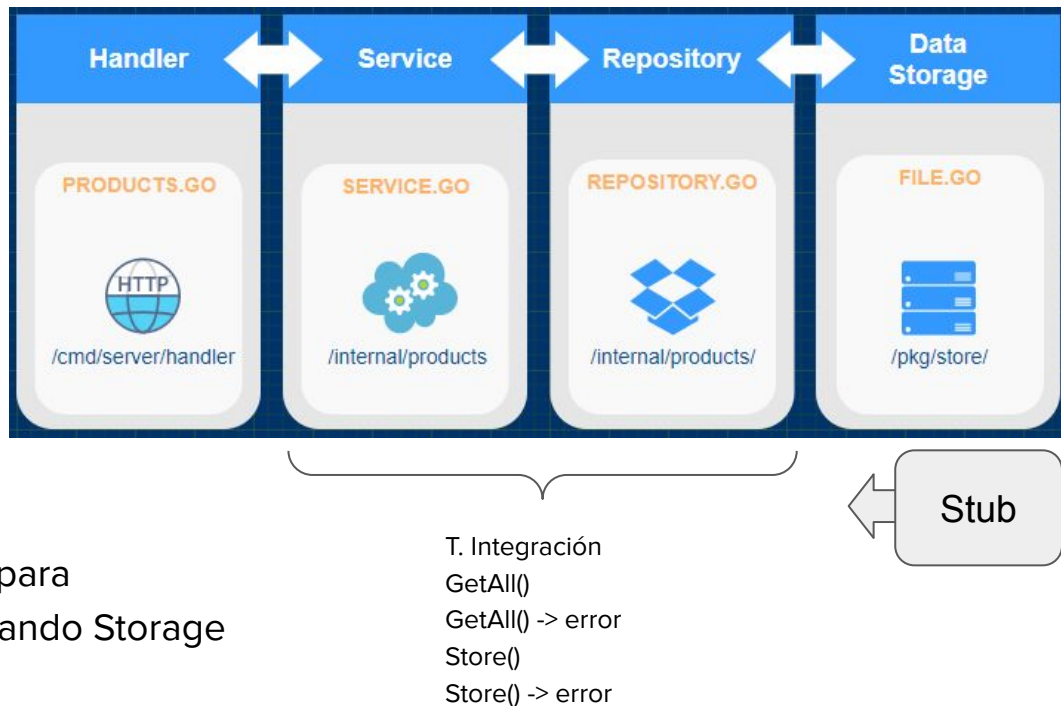 Handler
Service
Repository
Data
Storage
PRODUCTS.GO
HTTP
/cmd/server/handler
SERVICE.GO
/internal/products
REPOSITORY.GO
/internal/products/
FILE.GO
/pkg/store/
Stub
T. Integración
GetAll()
GetAll() -> error
Store()
Store() -> error
para
ando Storage